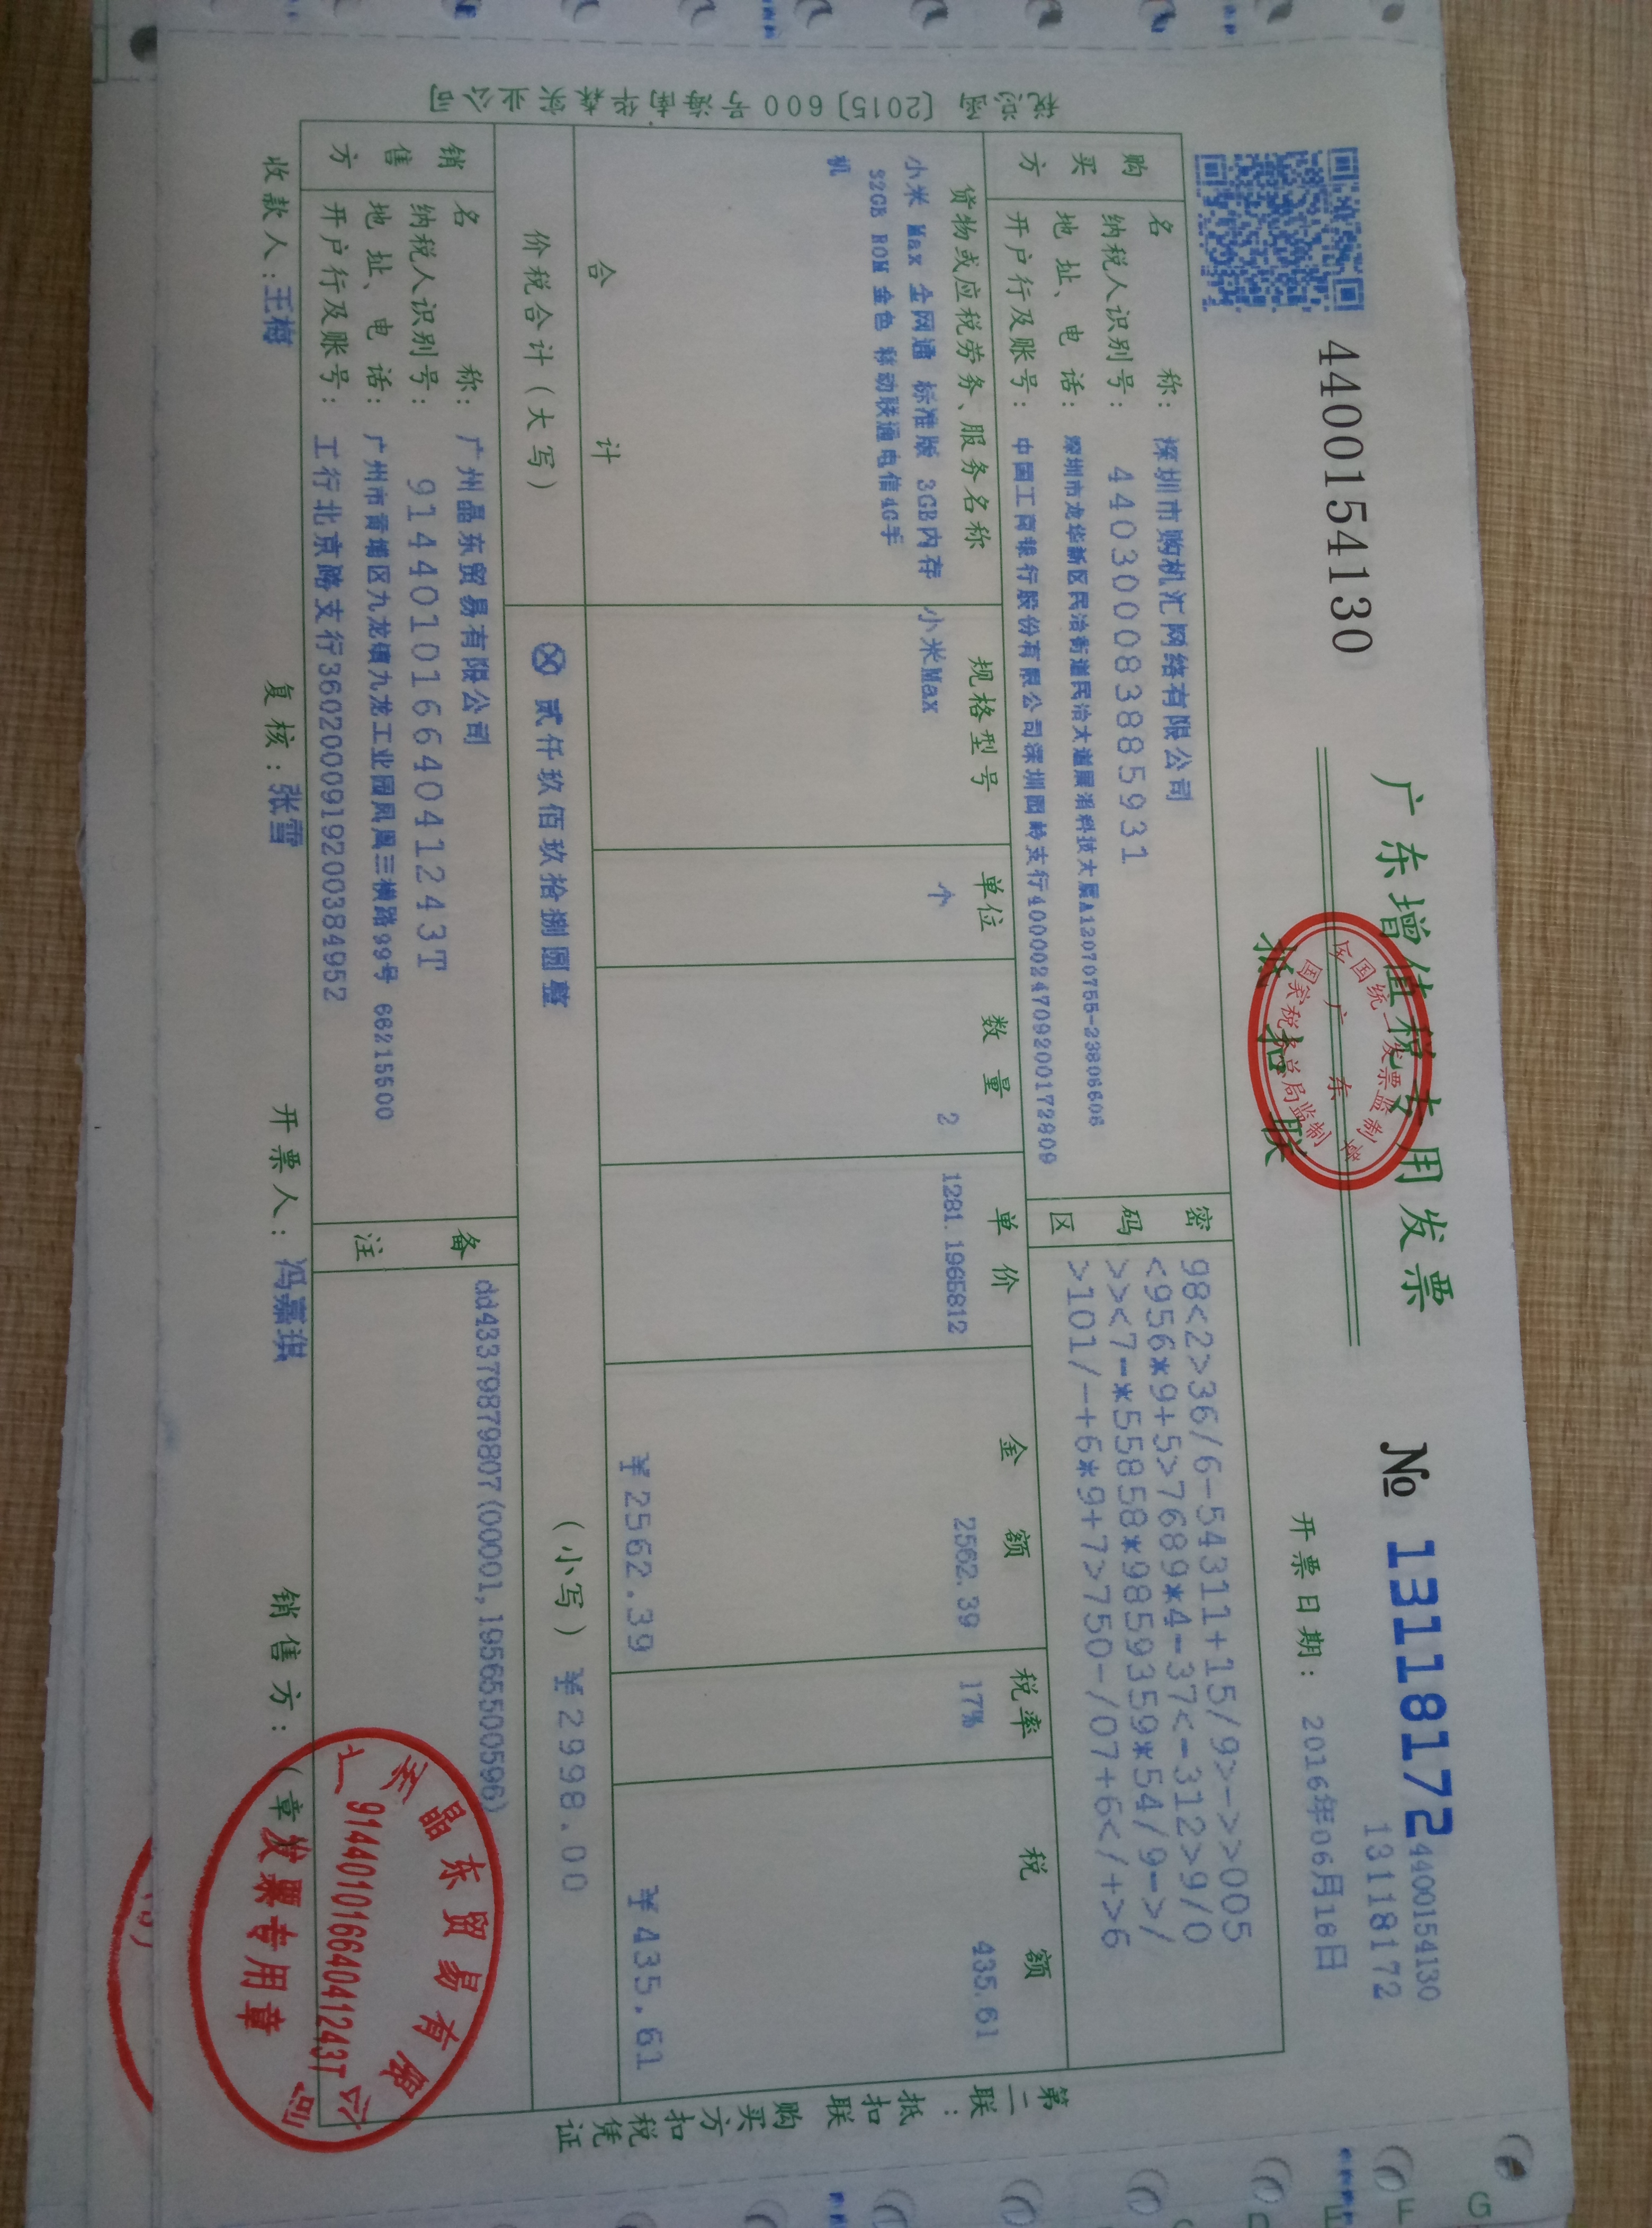 4400154130
广东增值税专用发票
抵扣联
全国统一发票监制章
广东
国家税务总局监制
№ 13118172
4400154130
13118172
开票日期： 2016年06月16日
购买方
名 称： 深圳市购机汇网络有限公司
纳税人识别号： 440300083885931
地 址、电 话： 深圳市龙华新区民治街道民治大道展滔科技大厦A12070755-23806606
开户行及账号： 中国工商银行股份有限公司深圳园岭支行4000024709200172809
密码区
98<2>36/6-54311+15/9>->>005
<956*9+5>7689*4-37<-312>9/0
>><7-*55858*9859359*54/9->/
>101/-+6*9+7>750-/07+6</+>6
货物或应税劳务、服务名称 规格型号 单位 数量 单价 金额 税率 税额
小米 Max 全网通 标准版 3GB内存 小米Max 个 2 1281.1965812 2562.39 17% 435.61
32GB ROM 金色 移动联通电信4G手
机
合 计 ￥2562.39 ￥435.61
价税合计（大写） ⊗ 贰仟玖佰玖拾捌圆整 （小写） ￥2998.00
销售方
名 称： 广州晶东贸易有限公司
纳税人识别号： 91440101664041243T
地 址、电 话： 广州市黄埔区九龙镇九龙工业园凤凰三横路99号 66215500
开户行及账号： 工行北京路支行3602000919200384952
备注
dd43379879807(00001,19565500596)
收款人：王梅 复核：张雪 开票人：冯嘉琪 销售方：（章
广州晶东贸易有限公司
91440101664041243T
发票专用章
〔2015〕600号海南华森实业公司
第二联：抵扣联 购买方扣税凭证